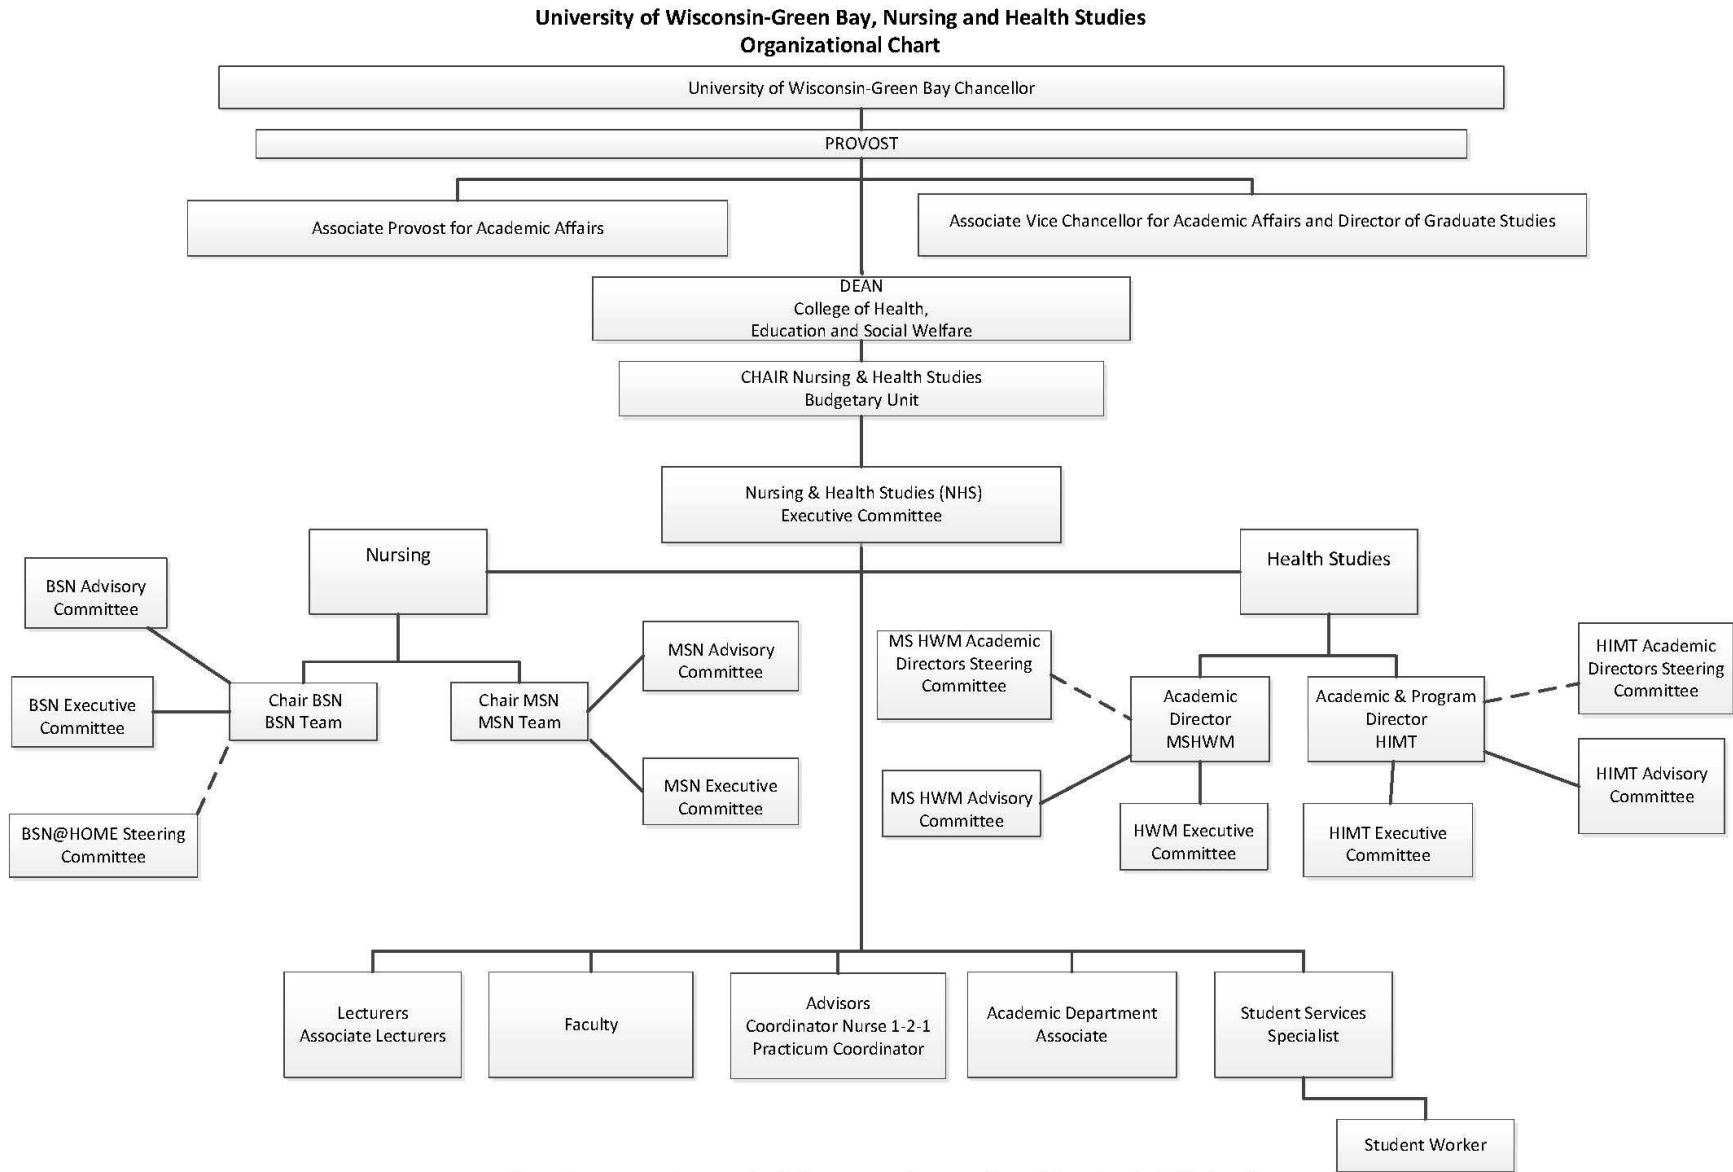 University of Wisconsin-Green Bay, Nursing and Health Studies
Organizational Chart
University of Wisconsin-Green Bay Chancellor
PROVOST
Associate Provost for Academic Affairs
Associate Vice Chancellor for Academic Affairs and Director of Graduate Studies
DEAN
College of Health,
Education and Social Welfare
CHAIR Nursing & Health Studies
Budgetary Unit
Nursing & Health Studies (NHS)
Executive Committee
Nursing
Health Studies
BSN Advisory
Committee
BSN Executive
Committee
BSN@HOME Steering
Committee
Chair BSN
BSN Team
Chair MSN
MSN Team
MSN Advisory
Committee
MSN Executive
Committee
MS HWM Academic
Directors Steering
Committee
MS HWM Advisory
Committee
Academic
Director
MSHWM
HWM Executive
Committee
Academic & Program
Director
HIMT
HIMT Executive
Committee
HIMT Academic
Directors Steering
Committee
HIMT Advisory
Committee
Lecturers
Associate Lecturers
Faculty
Advisors
Coordinator Nurse 1-2-1
Practicum Coordinator
Academic Department
Associate
Student Services
Specialist
Student Worker